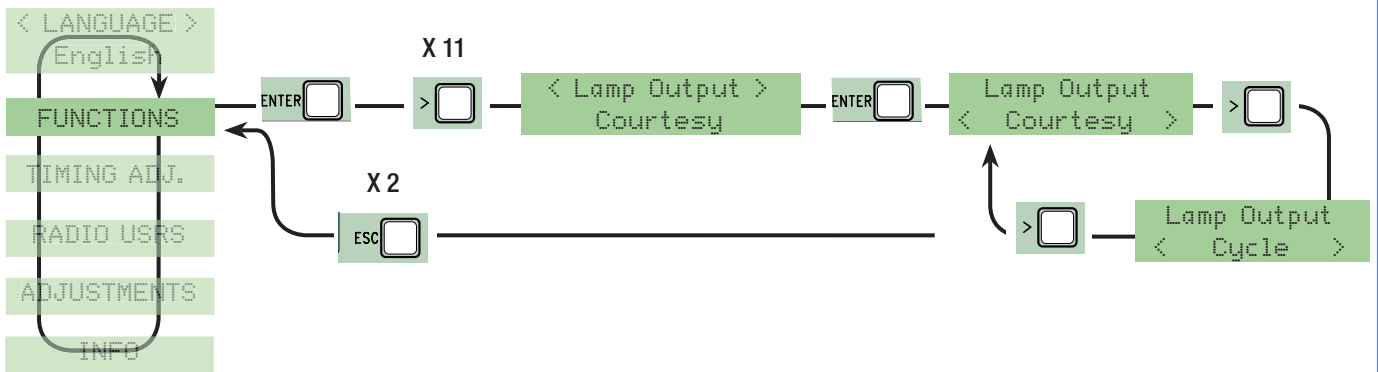 < LANGUAGE >
English
FUNCTIONS
TIMING ADJ.
RADIO USRS
ADJUSTMENTS
INFO
ENTER
X 11
>
< Lamp Output >
Courtesy
ENTER
Lamp Output
< Courtesy >
>
Lamp Output
< Cycle >
>
X 2
ESC